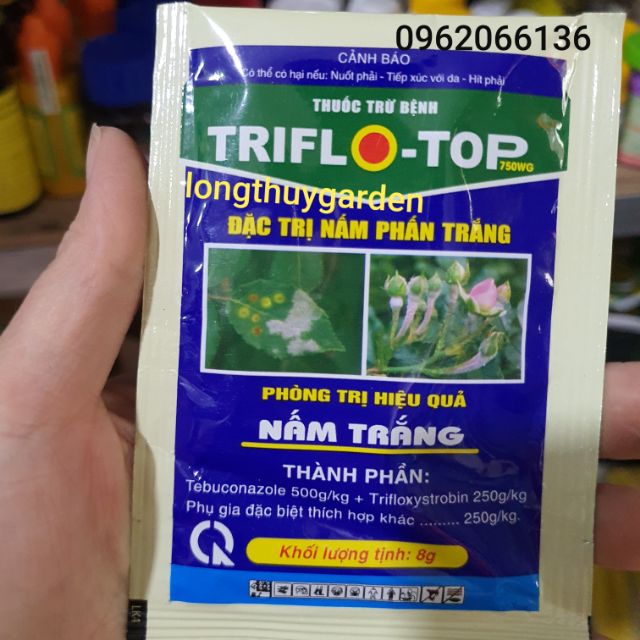 0962066136
CẢNH BÁO
Có thể có hại nếu: Nuốt phải - Tiếp xúc với da - Hít phải
THUỐC TRỪ BỆNH
TRIFLO-TOP
750WG
longthuygarden
ĐẶC TRỊ NẤM PHẤN TRẮNG
PHÒNG TRỊ HIỆU QUẢ
NẤM TRẮNG
THÀNH PHẦN:
Tebuconazole 500g/kg + Trifloxystrobin 250g/kg
Phụ gia đặc biệt thích hợp khác ......... 250g/kg.
Khối lượng tịnh: 8g